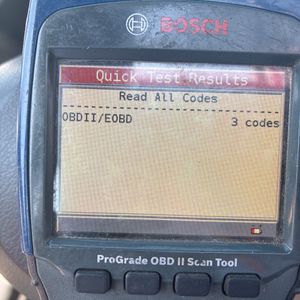 BOSCH
Quick Test Results
Read All Codes
OBDII/EOBD 3 codes
ProGrade OBD II Scan Tool